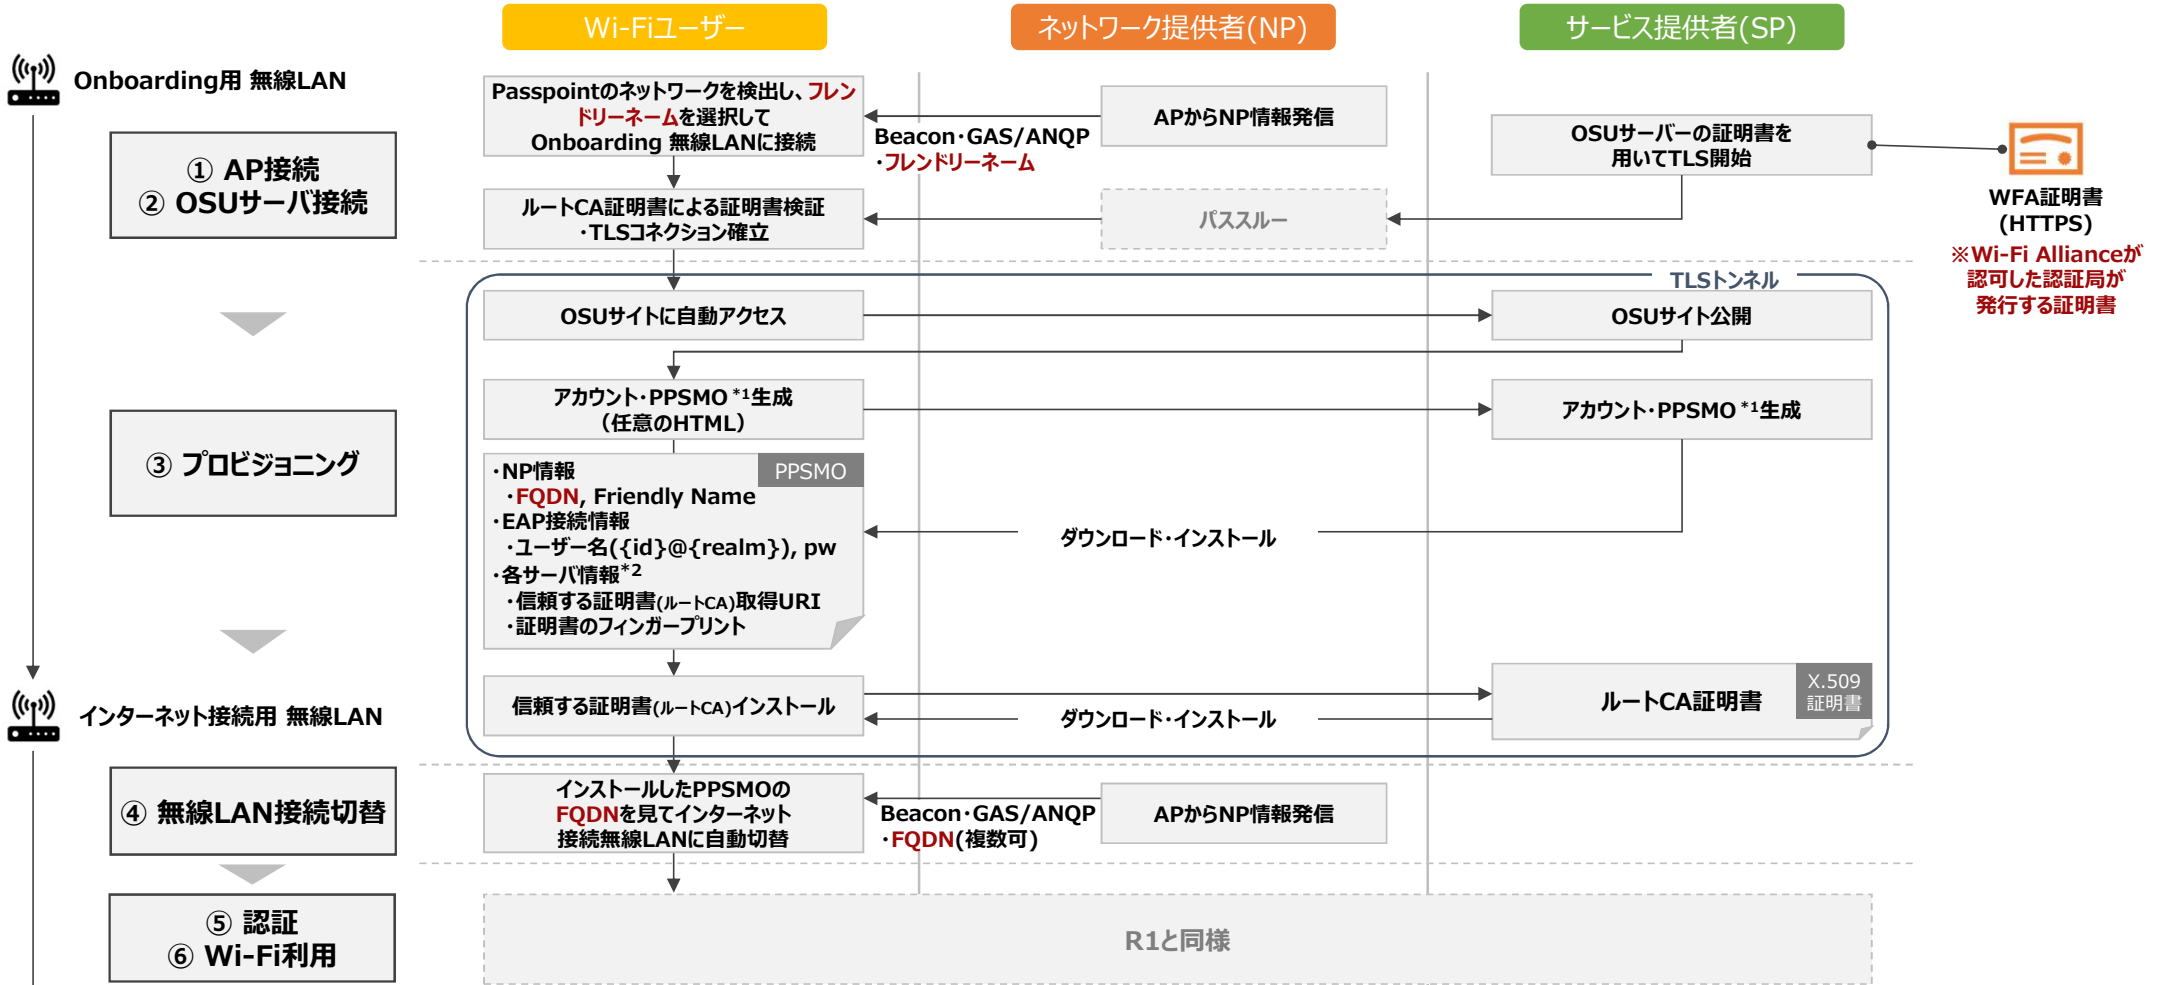 Wi-Fiユーザー
ネットワーク提供者(NP)
サービス提供者(SP)
Onboarding用 無線LAN
① AP接続
② OSUサーバ接続
Passpointのネットワークを検出し、フレン
ドリーネームを選択して
Onboarding 無線LANに接続
Beacon・GAS/ANQP
・フレンドリーネーム
APからNP情報発信
OSUサーバーの証明書を
用いてTLS開始
WFA証明書
(HTTPS)
※Wi-Fi Allianceが
認可した認証局が
発行する証明書
ルートCA証明書による証明書検証
・TLSコネクション確立
パススルー
TLSトンネル
OSUサイトに自動アクセス
OSUサイト公開
③ プロビジョニング
アカウント・PPSMO *1生成
（任意のHTML）
アカウント・PPSMO *1生成
PPSMO
・NP情報
・FQDN, Friendly Name
・EAP接続情報
・ユーザー名({id}@{realm}), pw
・各サーバ情報*2
・信頼する証明書(ルートCA)取得URI
・証明書のフィンガープリント
ダウンロード・インストール
インターネット接続用 無線LAN
信頼する証明書(ルートCA)インストール
ダウンロード・インストール
ルートCA証明書
X.509
証明書
④ 無線LAN接続切替
インストールしたPPSMOの
FQDNを見てインターネット
接続無線LANに自動切替
Beacon・GAS/ANQP
・FQDN(複数可)
APからNP情報発信
⑤ 認証
⑥ Wi-Fi利用
R1と同様